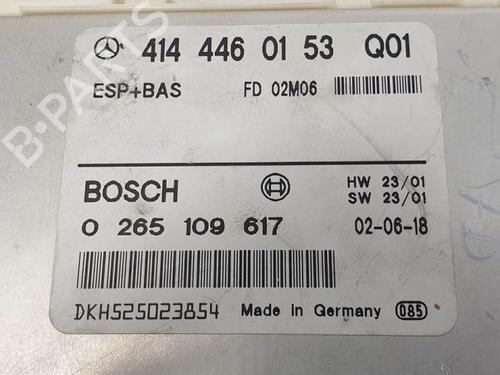 414 446 01 53 Q01
ESP+BAS FD 02M06
BOSCH HW 23/01
SW 23/01
0 265 109 617 02-06-18
DKH525023854 Made in Germany 085
B-PARTS